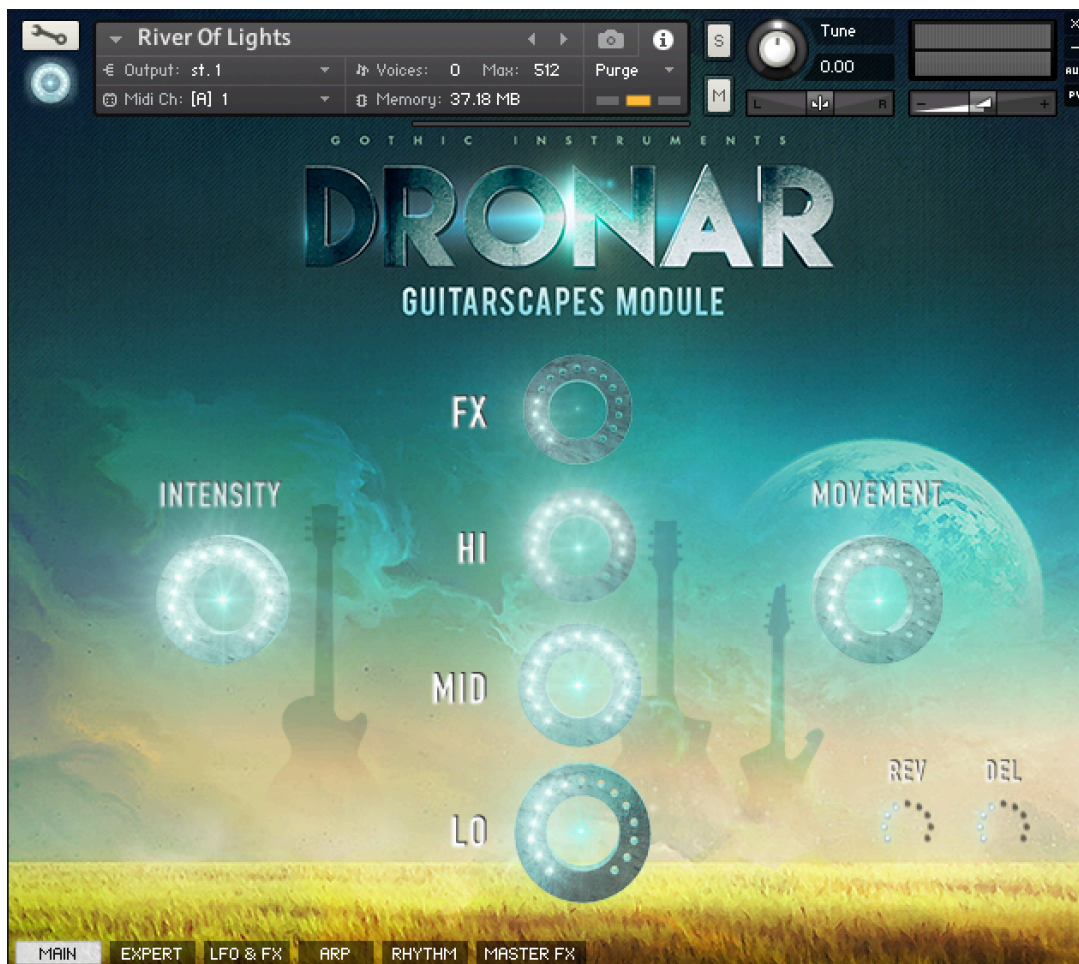 River Of Lights
S
Tune
Output: st.1
Voices: 0 Max: 512
Purge
0.00
Midi Ch: [A] 1
Memory: 37.18 MB
M
L
R
- +
GOTHIC INSTRUMENTS
DRONAR
GUITARSCAPES MODULE
FX
INTENSITY
MOVEMENT
HI
MID
REV
DEL
LO
MAIN
EXPERT
LFO & FX
ARP
RHYTHM
MASTER FX